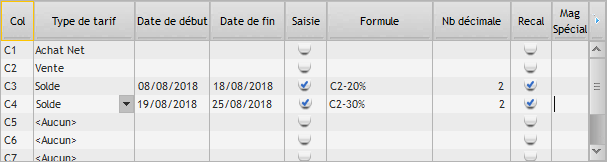 Col Type de tarif Date de début Date de fin Saisie Formule Nb décimale Recal Mag Spécial
C1 Achat Net
C2 Vente
C3 Solde 08/08/2018 18/08/2018 C2-20% 2
C4 Solde 19/08/2018 25/08/2018 C2-30% 2
C5 <Aucun>
C6 <Aucun>
C7 <Aucun>